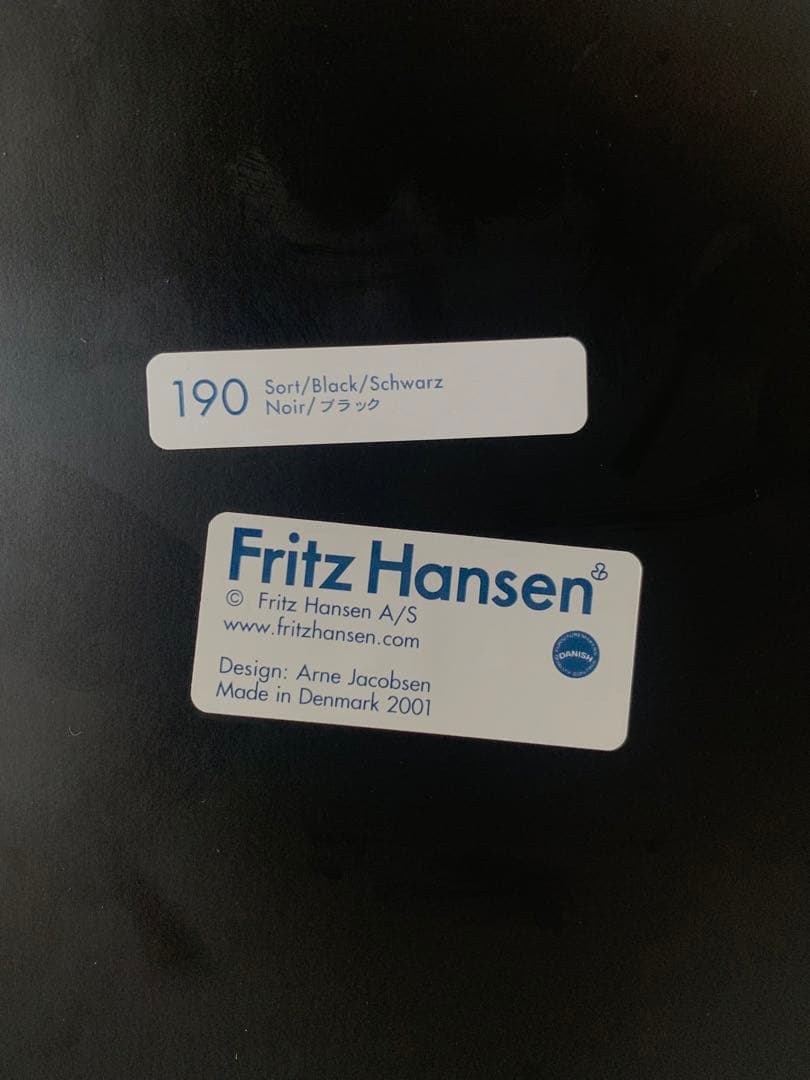 190 Sort/Black/Schwarz
Noir/ブラック
Fritz Hansen
© Fritz Hansen A/S
www.fritzhansen.com
DANISH
Design: Arne Jacobsen
Made in Denmark 2001